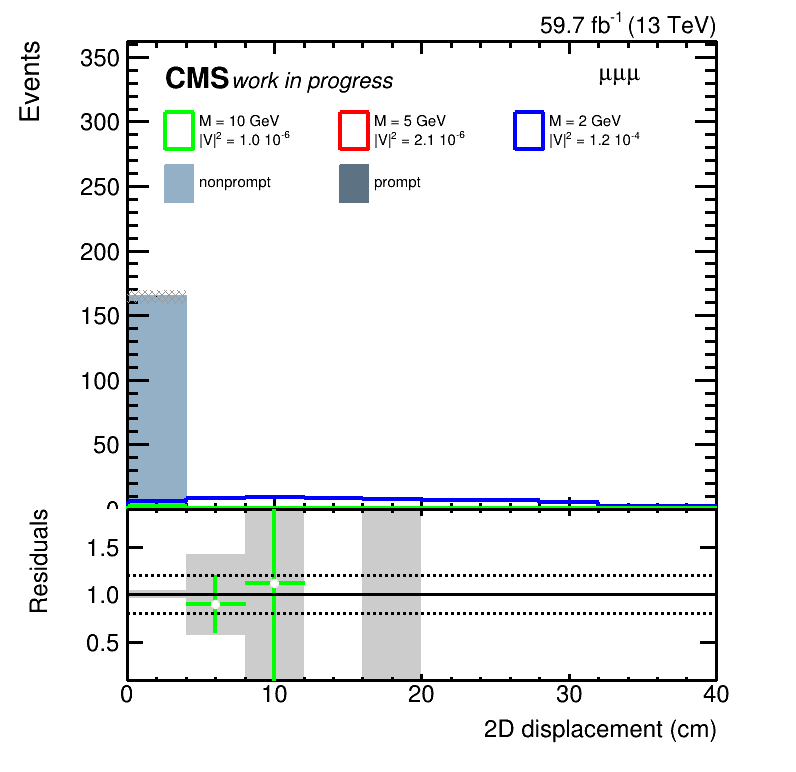 59.7 fb⁻¹ (13 TeV)
Events
350
300
250
200
150
100
50
0
CMS work in progress
μμμ
M = 10 GeV
|V|² = 1.0 10⁻⁶
M = 5 GeV
|V|² = 2.1 10⁻⁶
M = 2 GeV
|V|² = 1.2 10⁻⁴
nonprompt
prompt
Residuals
1.5
1.0
0.5
0 10 20 30 40
2D displacement (cm)